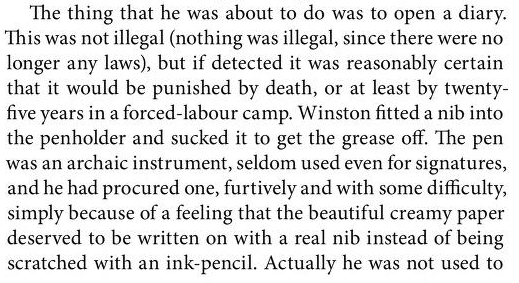 The thing that he was about to do was to open a diary.
This was not illegal (nothing was illegal, since there were no
longer any laws), but if detected it was reasonably certain
that it would be punished by death, or at least by twenty-
five years in a forced-labour camp. Winston fitted a nib into
the penholder and sucked it to get the grease off. The pen
was an archaic instrument, seldom used even for signatures,
and he had procured one, furtively and with some difficulty,
simply because of a feeling that the beautiful creamy paper
deserved to be written on with a real nib instead of being
scratched with an ink-pencil. Actually he was not used to